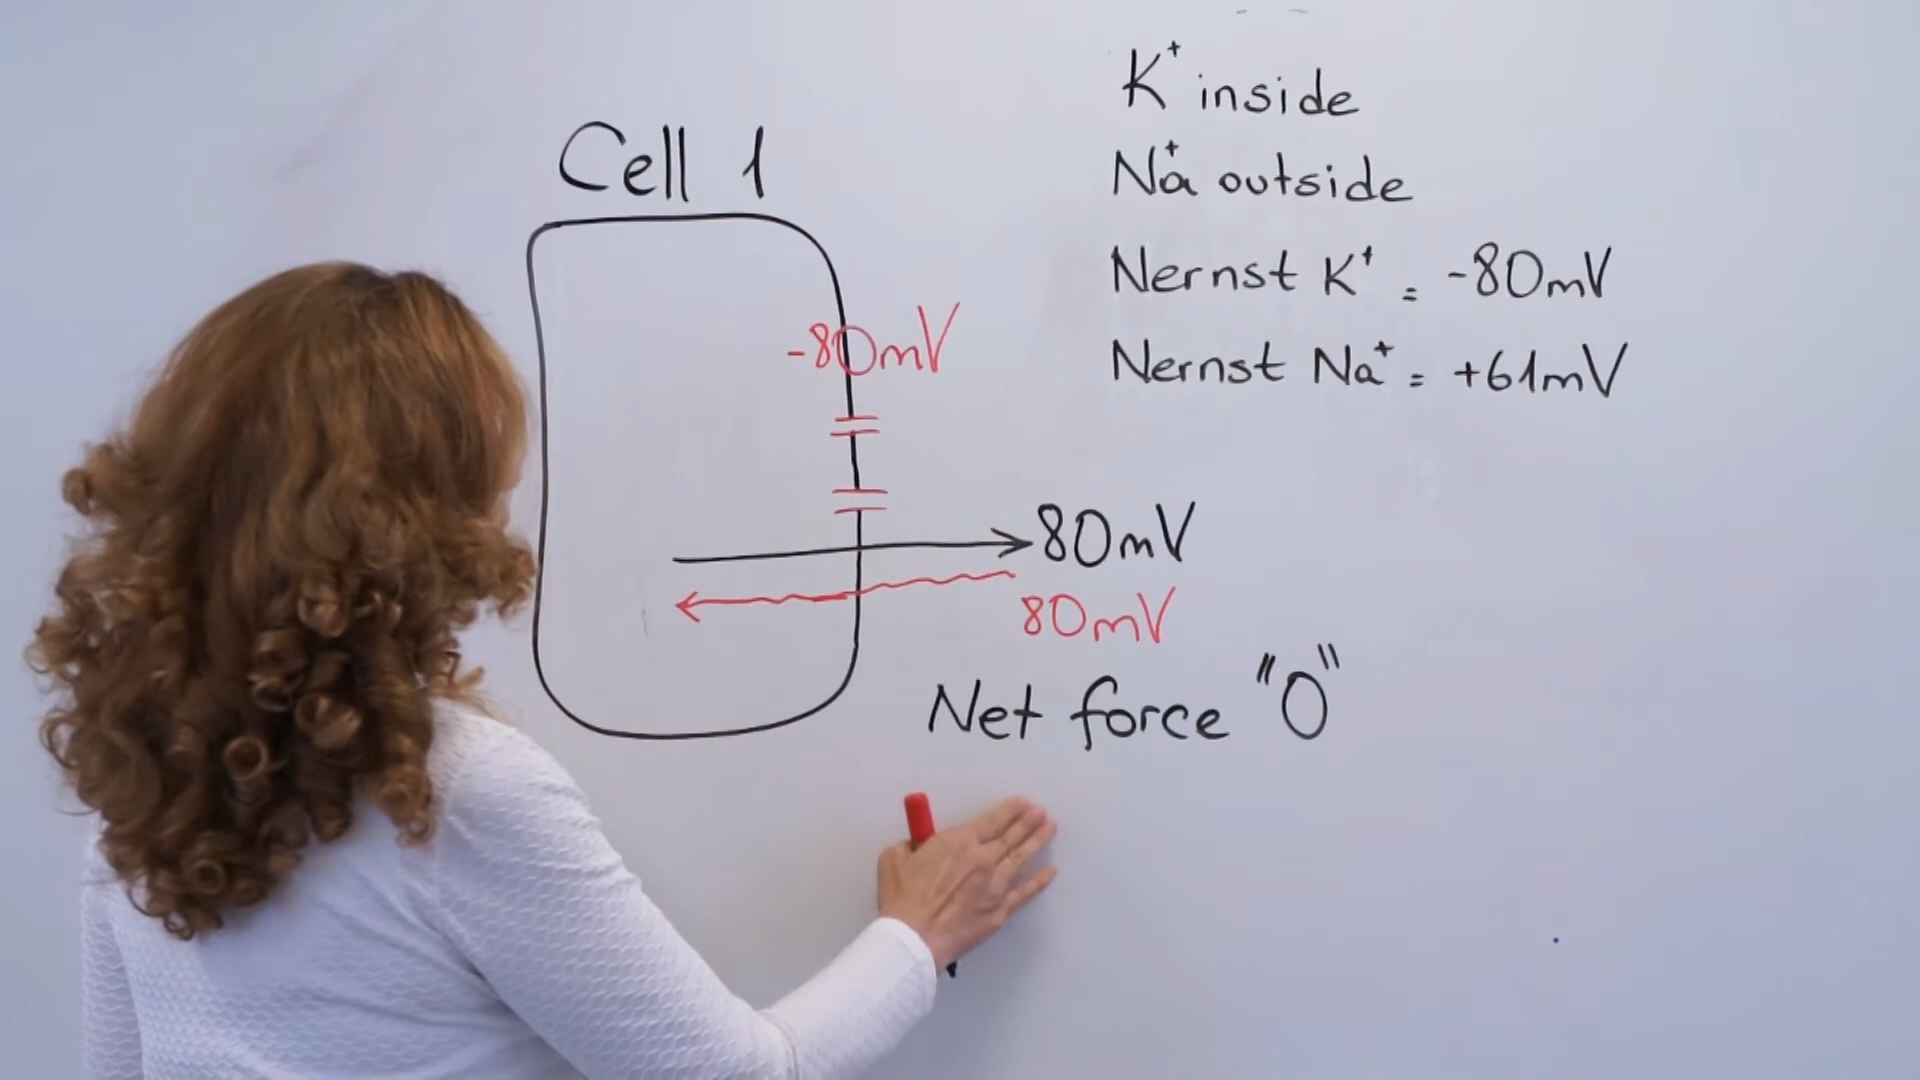 Cell 1
-80mV
80mV
80mV
Net force "0"
K⁺ inside
Na⁺ outside
Nernst K⁺ = -80mV
Nernst Na⁺ = +61mV